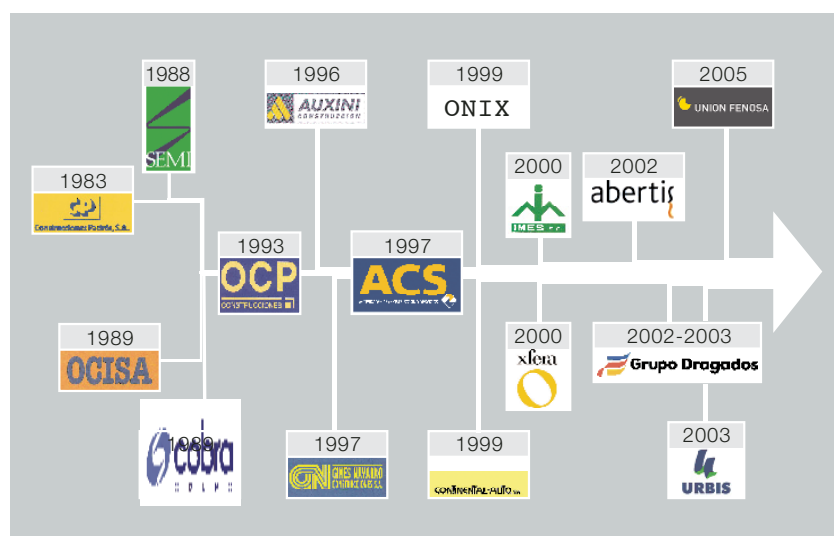 1988
SEMI
1996
AUXINI
CONSTRUCCION
1999
ONIX
2005
UNION FENOSA
1983
Construcciones Padrós, S.A.
2000
IMES s.a.
2002
abertis
1993
OCP
CONSTRUCCIONES
1997
ACS
1989
OCISA
2000
xfera
2002-2003
Grupo Dragados
1989
cobra
1997
GINES NAVARRO
CONSTRUCCIONES S.A.
1999
CONTINENTAL-AUTO
2003
URBIS